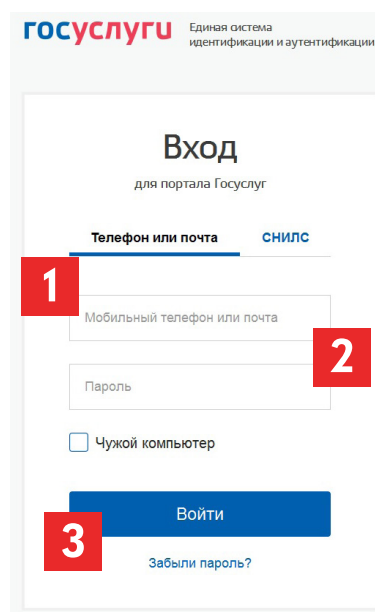 госуслуги
Единая система
идентификации и аутентификации
Вход
для портала Госуслуг
Телефон или почта СНИЛС
1
Мобильный телефон или почта
2
Пароль
Чужой компьютер
Войти
3
Забыли пароль?